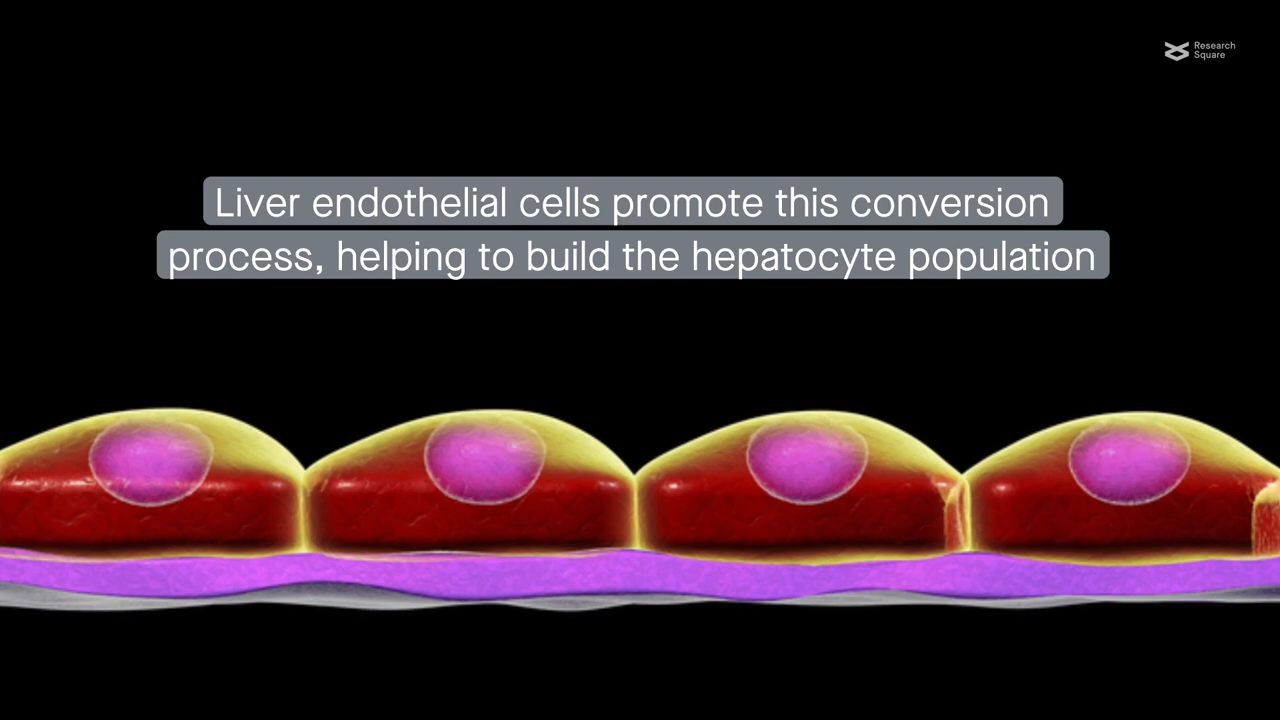 Research
Square
Liver endothelial cells promote this conversion
process, helping to build the hepatocyte population